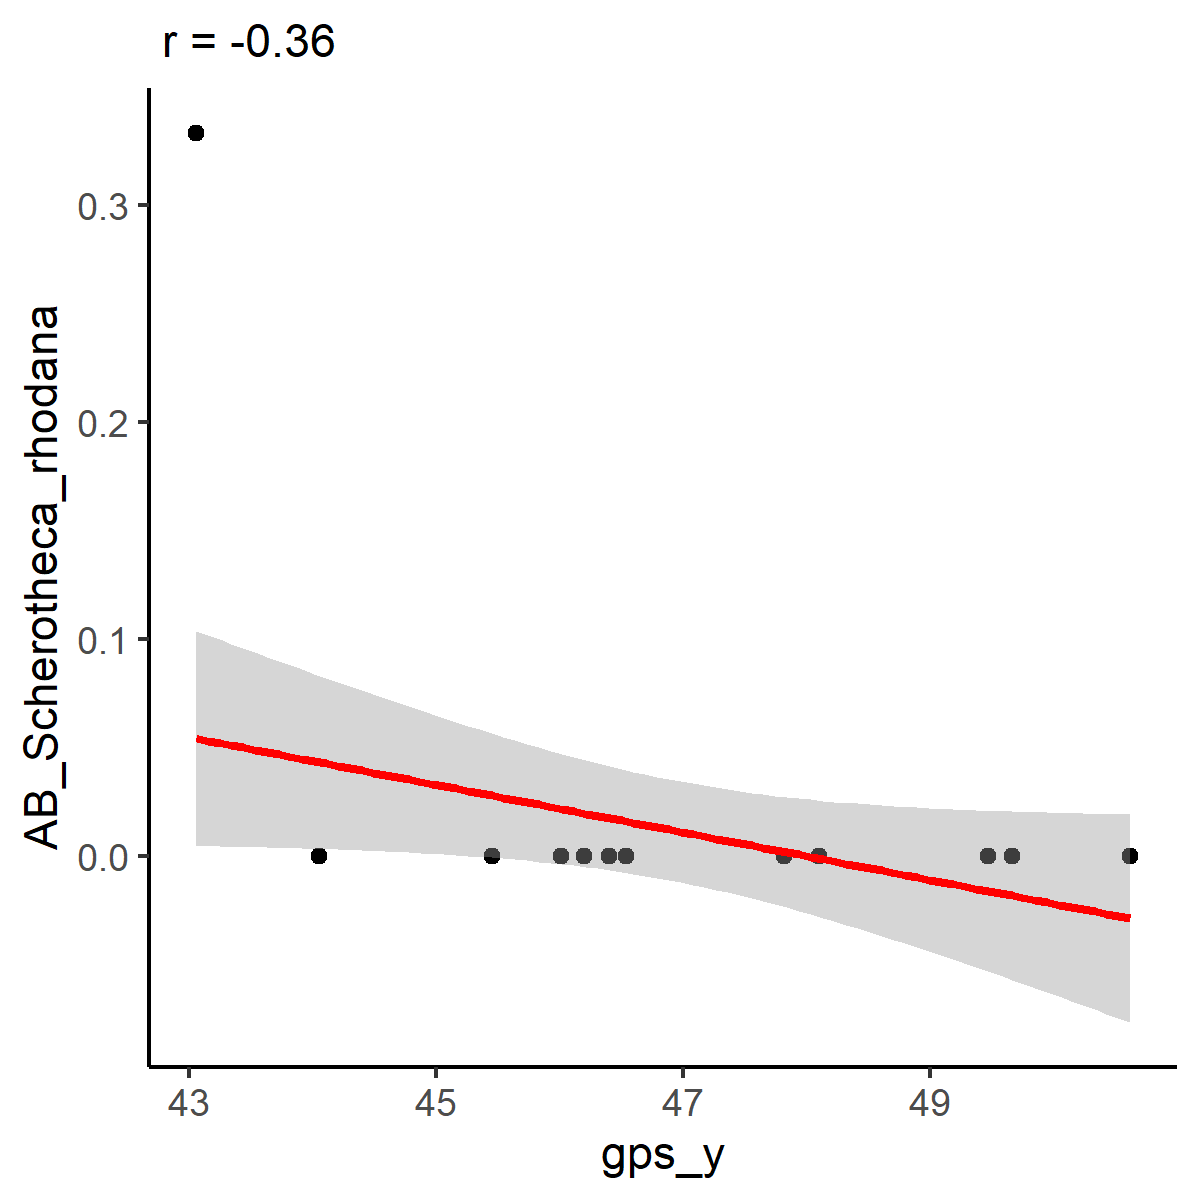 r = -0.36
AB_Scherotheca_rhodana
0.3
0.2
0.1
0.0
43
45
47
49
gps_y